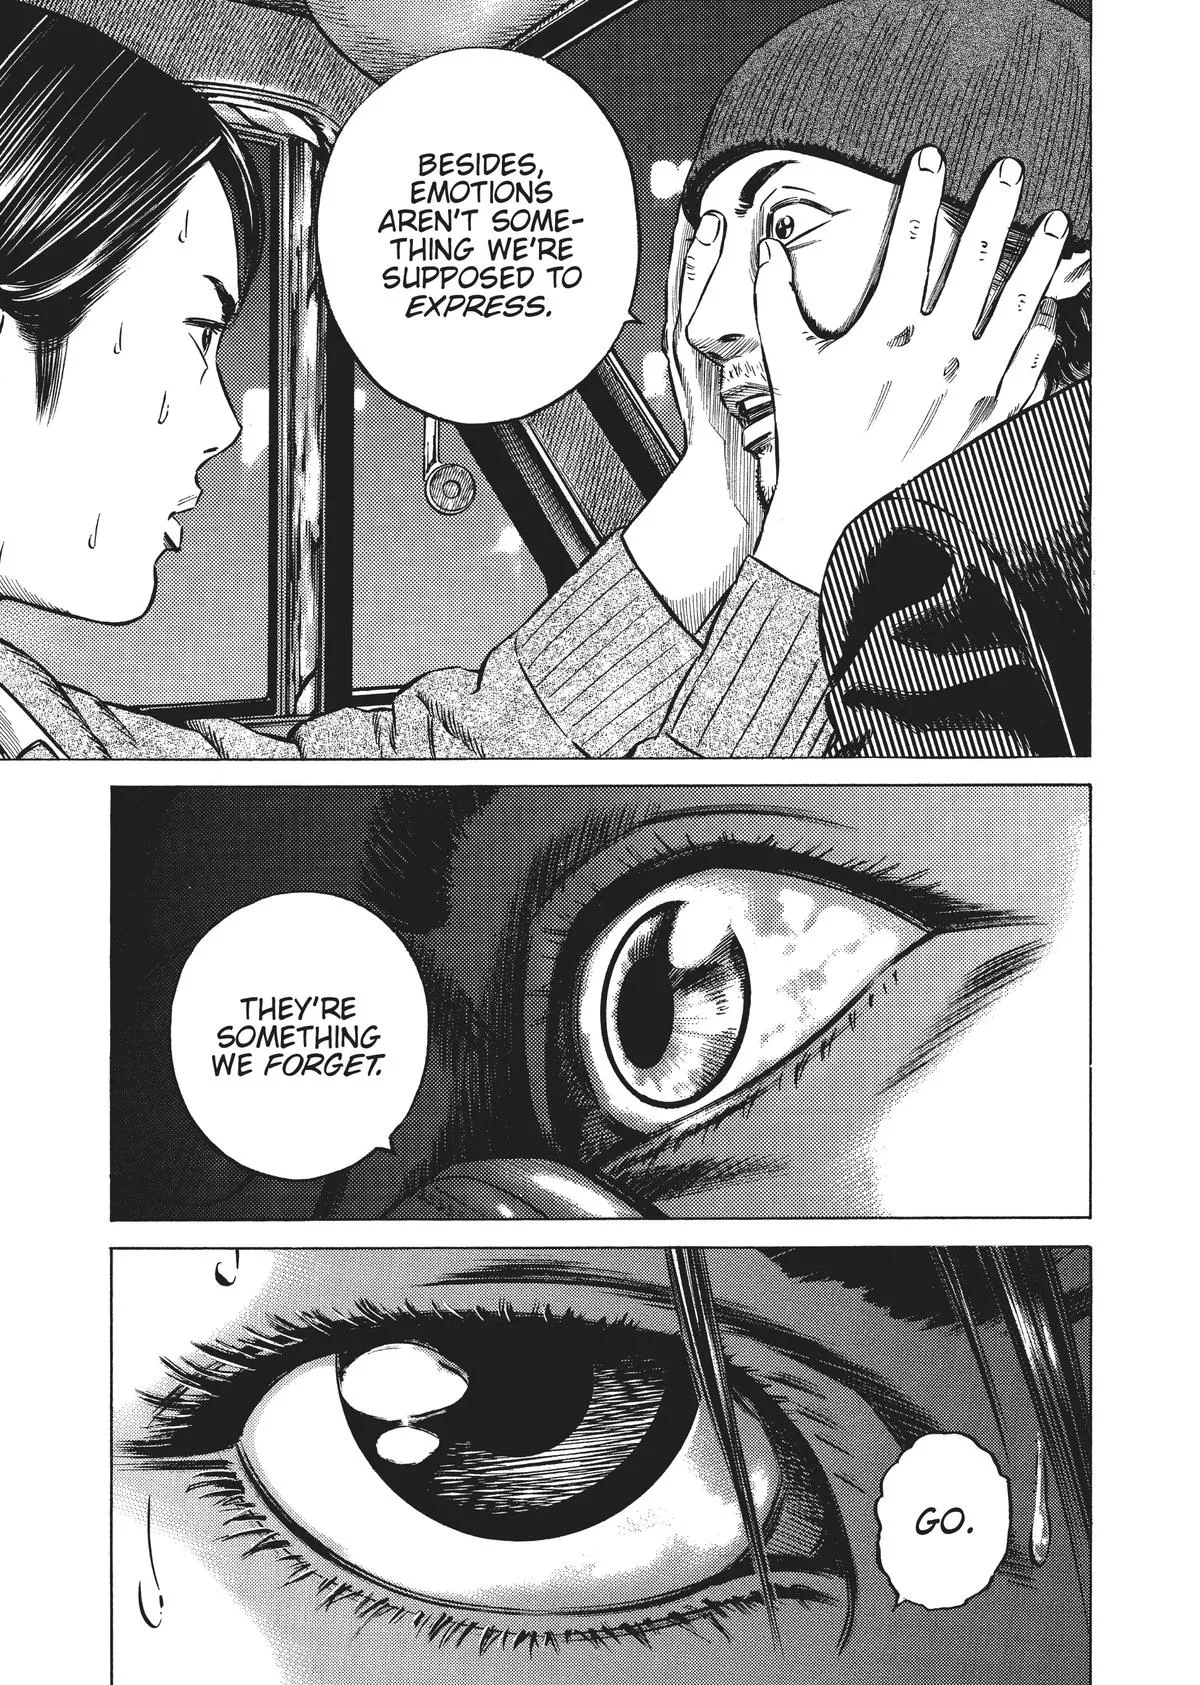 BESIDES,
EMOTIONS
AREN'T SOME-
THING WE'RE
SUPPOSED TO
EXPRESS.
THEY'RE
SOMETHING
WE FORGET.
GO.